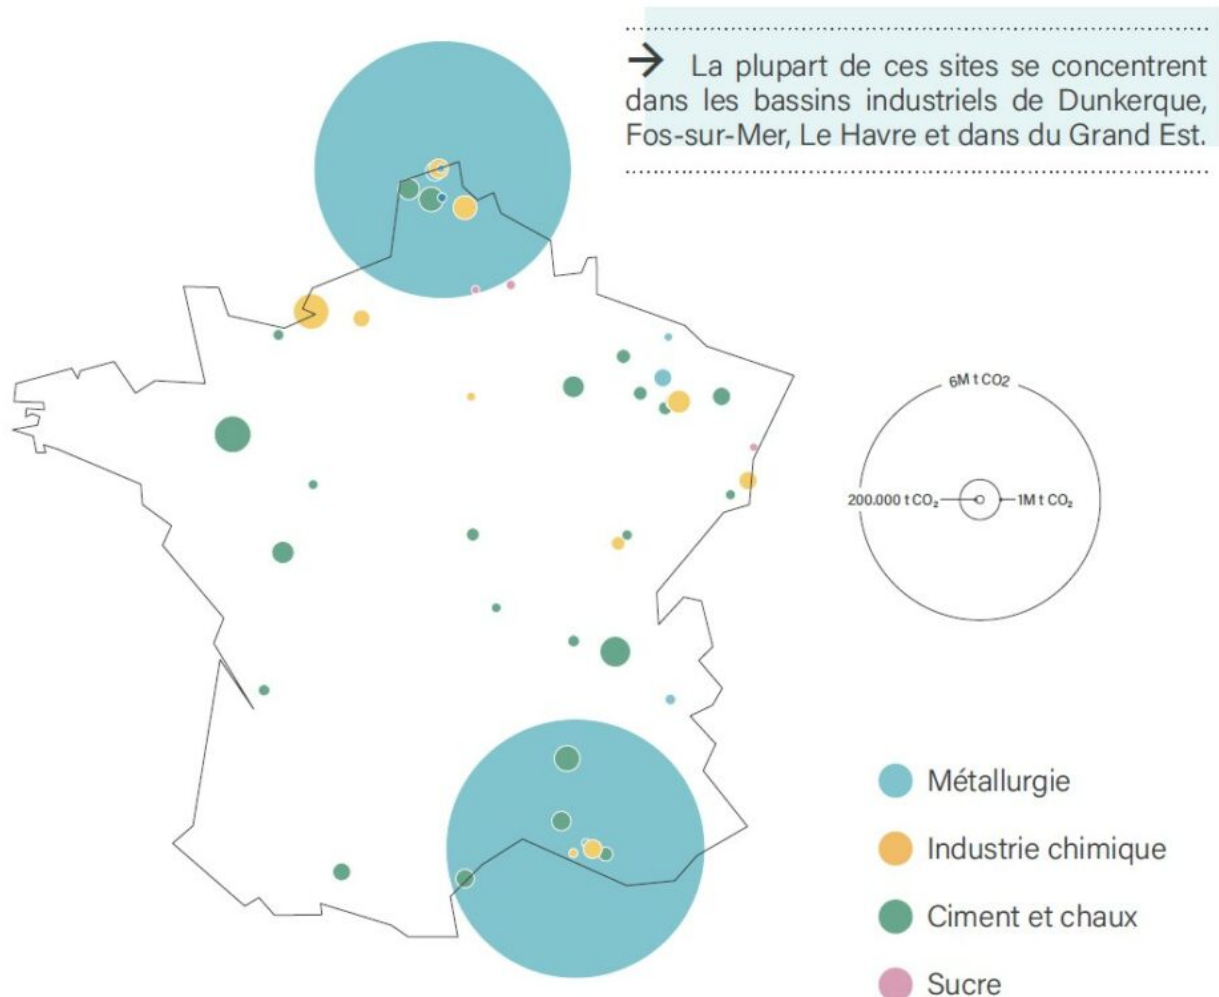 → La plupart de ces sites se concentrent
dans les bassins industriels de Dunkerque,
Fos-sur-Mer, Le Havre et dans du Grand Est.
6M t CO2
200.000 t CO₂
1M t CO₂
Métallurgie
Industrie chimique
Ciment et chaux
Sucre